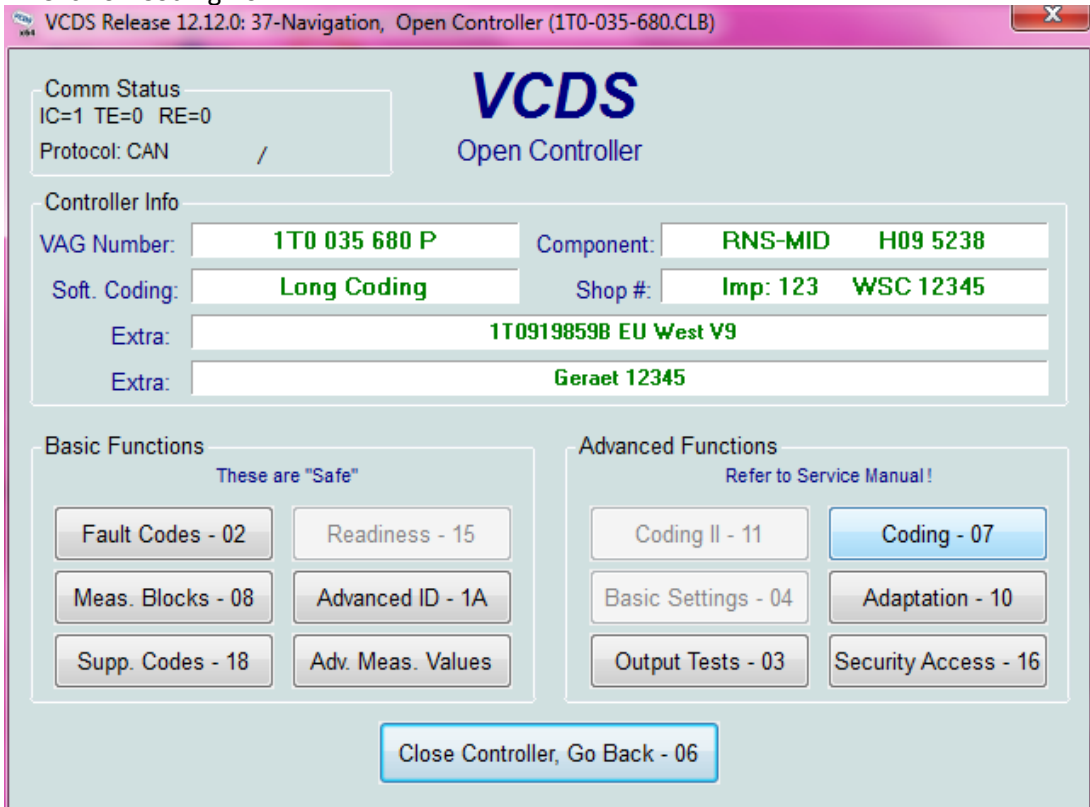 VCDS Release 12.12.0: 37-Navigation, Open Controller (1T0-035-680.CLB)
x
Comm Status
IC=1 TE=0 RE=0
Protocol: CAN /
VCDS
Open Controller
Controller Info
VAG Number: 1T0 035 680 P Component: RNS-MID H09 5238
Soft. Coding: Long Coding Shop #: Imp: 123 WSC 12345
Extra: 1T0919859B EU West V9
Extra: Geraet 12345
Basic Functions
These are "Safe"
Fault Codes - 02 Readiness - 15
Meas. Blocks - 08 Advanced ID - 1A
Supp. Codes - 18 Adv. Meas. Values
Advanced Functions
Refer to Service Manual!
Coding II - 11 Coding - 07
Basic Settings - 04 Adaptation - 10
Output Tests - 03 Security Access - 16
Close Controller, Go Back - 06